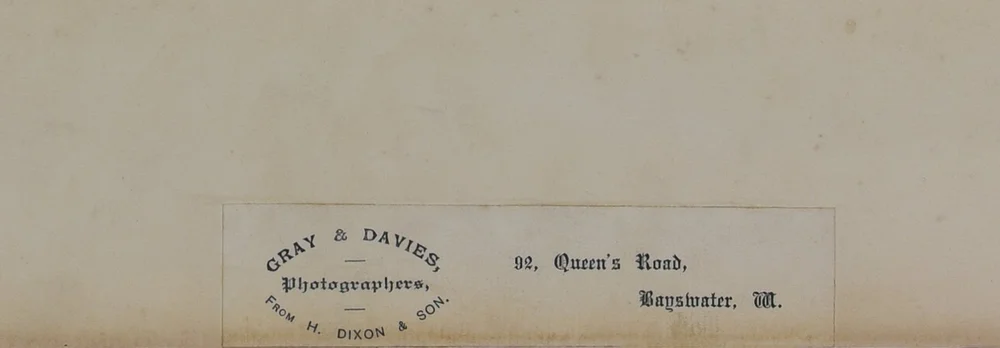 GRAY & DAVIES,
Photographers,
FROM H. DIXON & SON.
92, Queen's Road,
Bayswater, W.